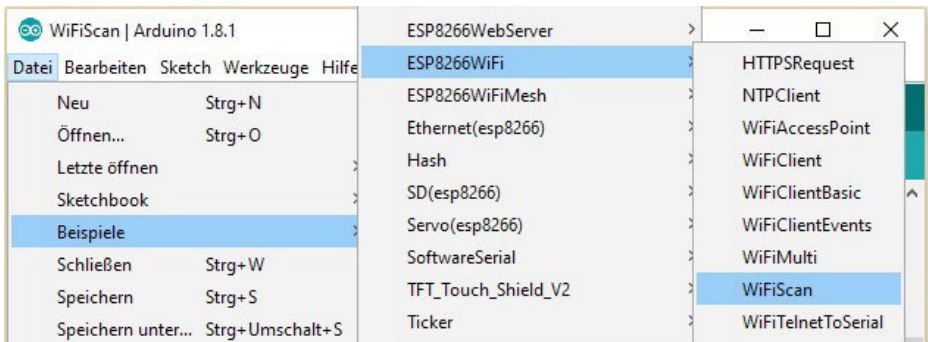 WiFiScan | Arduino 1.8.1
Datei Bearbeiten Sketch Werkzeuge Hilfe
Neu Strg+N
Öffnen... Strg+O
Letzte öffnen
Sketchbook
Beispiele
Schließen Strg+W
Speichern Strg+S
Speichern unter... Strg+Umschalt+S
ESP8266WebServer
ESP8266WiFi
ESP8266WiFiMesh
Ethernet(esp8266)
Hash
SD(esp8266)
Servo(esp8266)
SoftwareSerial
TFT_Touch_Shield_V2
Ticker
HTTPSRequest
NTPClient
WiFiAccessPoint
WiFiClient
WiFiClientBasic
WiFiClientEvents
WiFiMulti
WiFiScan
WiFiTelnetToSerial